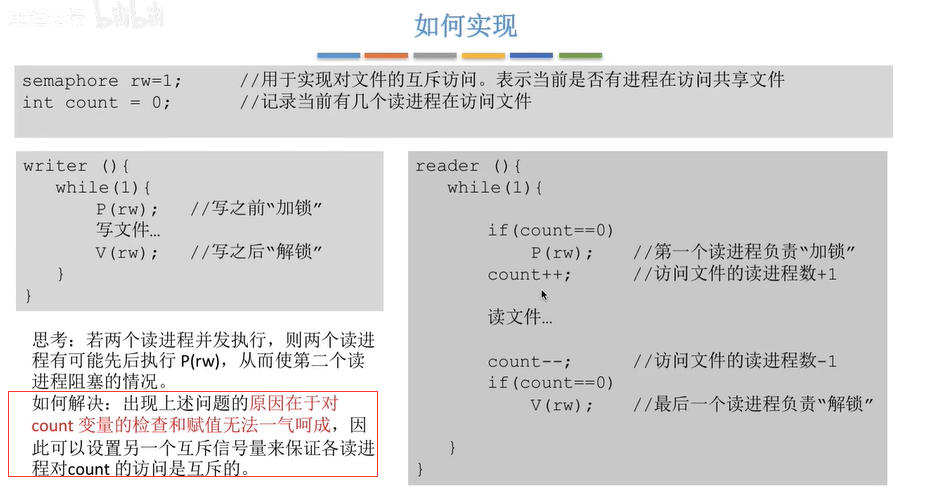 如何实现
semaphore rw=1; //用于实现对文件的互斥访问。表示当前是否有进程在访问共享文件
int count = 0; //记录当前有几个读进程在访问文件
writer (){
while(1){
P(rw); //写之前“加锁”
写文件…
V(rw); //写之后“解锁”
}
}
思考：若两个读进程并发执行，则两个读进
程有可能先后执行 P(rw)，从而使第二个读
进程阻塞的情况。
如何解决：出现上述问题的原因在于对
count 变量的检查和赋值无法一气呵成，因
此可以设置另一个互斥信号量来保证各读进
程对count 的访问是互斥的。
reader (){
while(1){
if(count==0)
P(rw); //第一个读进程负责“加锁”
count++; //访问文件的读进程数+1
读文件…
count--; //访问文件的读进程数-1
if(count==0)
V(rw); //最后一个读进程负责“解锁”
}
}